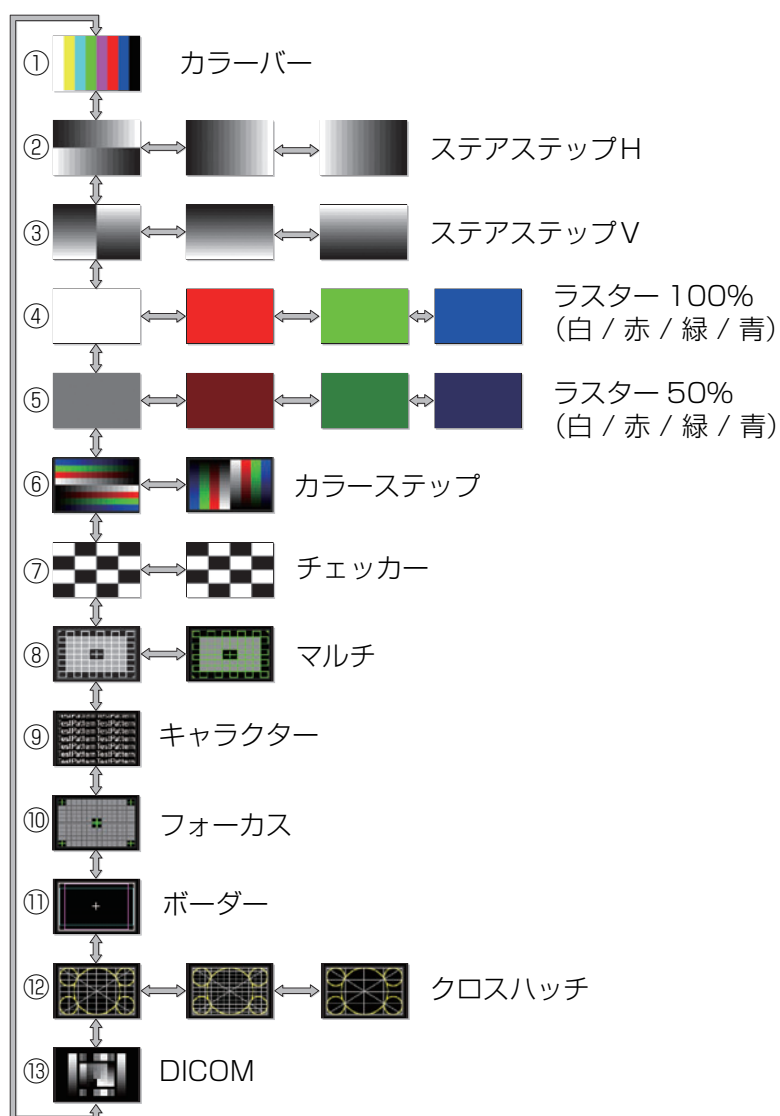 ① カラーバー
② ステアステップH
③ ステアステップV
④ ラスター 100%
（白 / 赤 / 緑 / 青）
⑤ ラスター 50%
（白 / 赤 / 緑 / 青）
⑥ カラーステップ
⑦ チェッカー
⑧ マルチ
⑨ キャラクター
⑩ フォーカス
⑪ ボーダー
⑫ クロスハッチ
⑬ DICOM